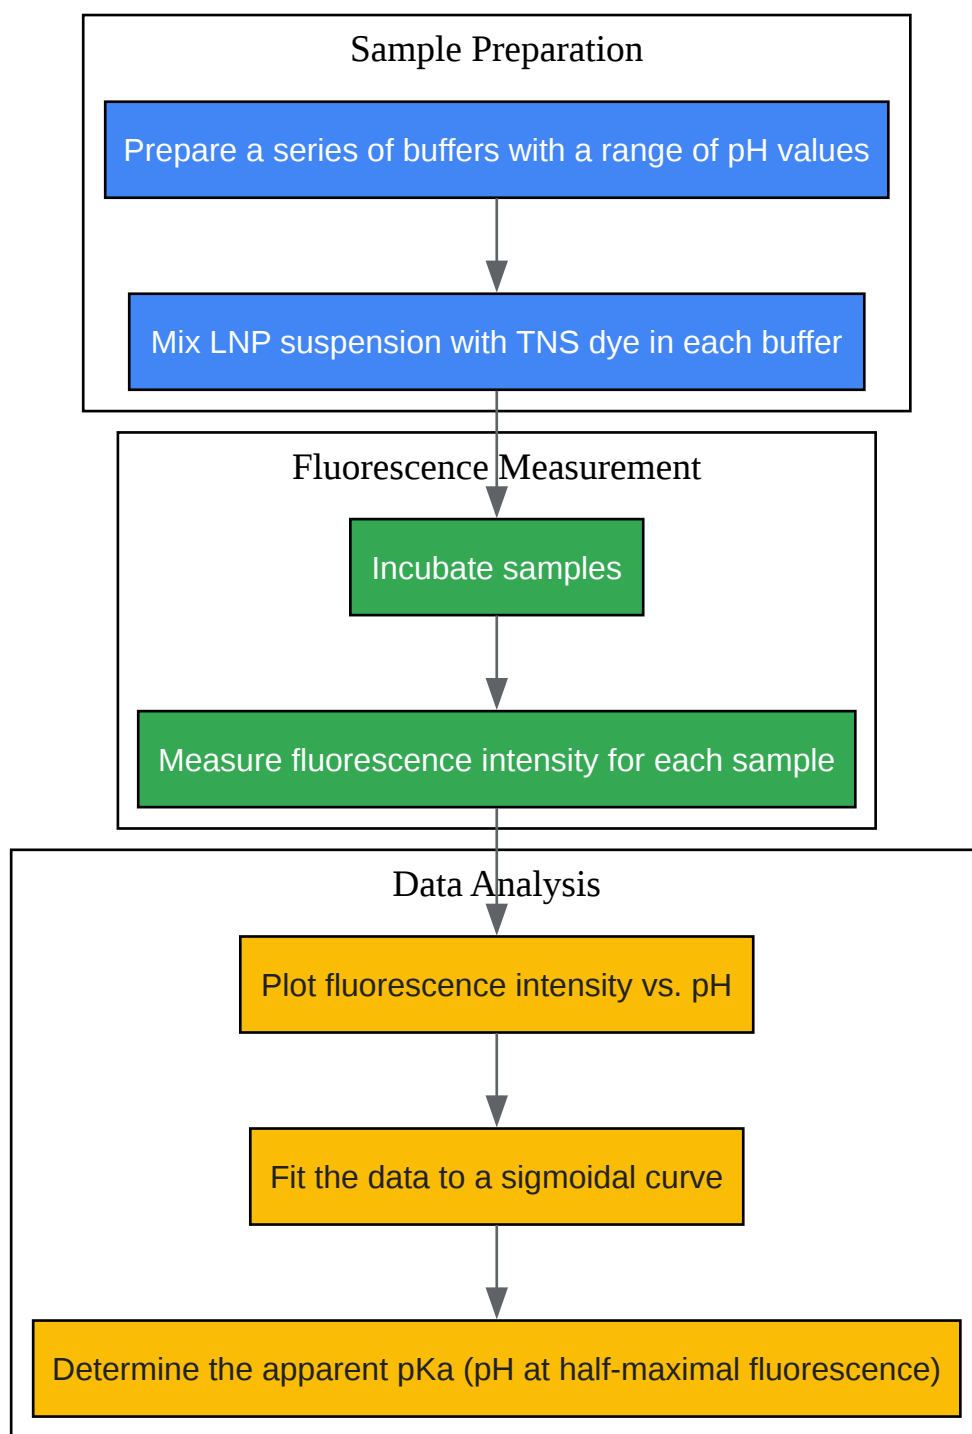 Sample Preparation
Prepare a series of buffers with a range of pH values
Mix LNP suspension with TNS dye in each buffer
Fluorescence Measurement
Incubate samples
Measure fluorescence intensity for each sample
Data Analysis
Plot fluorescence intensity vs. pH
Fit the data to a sigmoidal curve
Determine the apparent pKa (pH at half-maximal fluorescence)